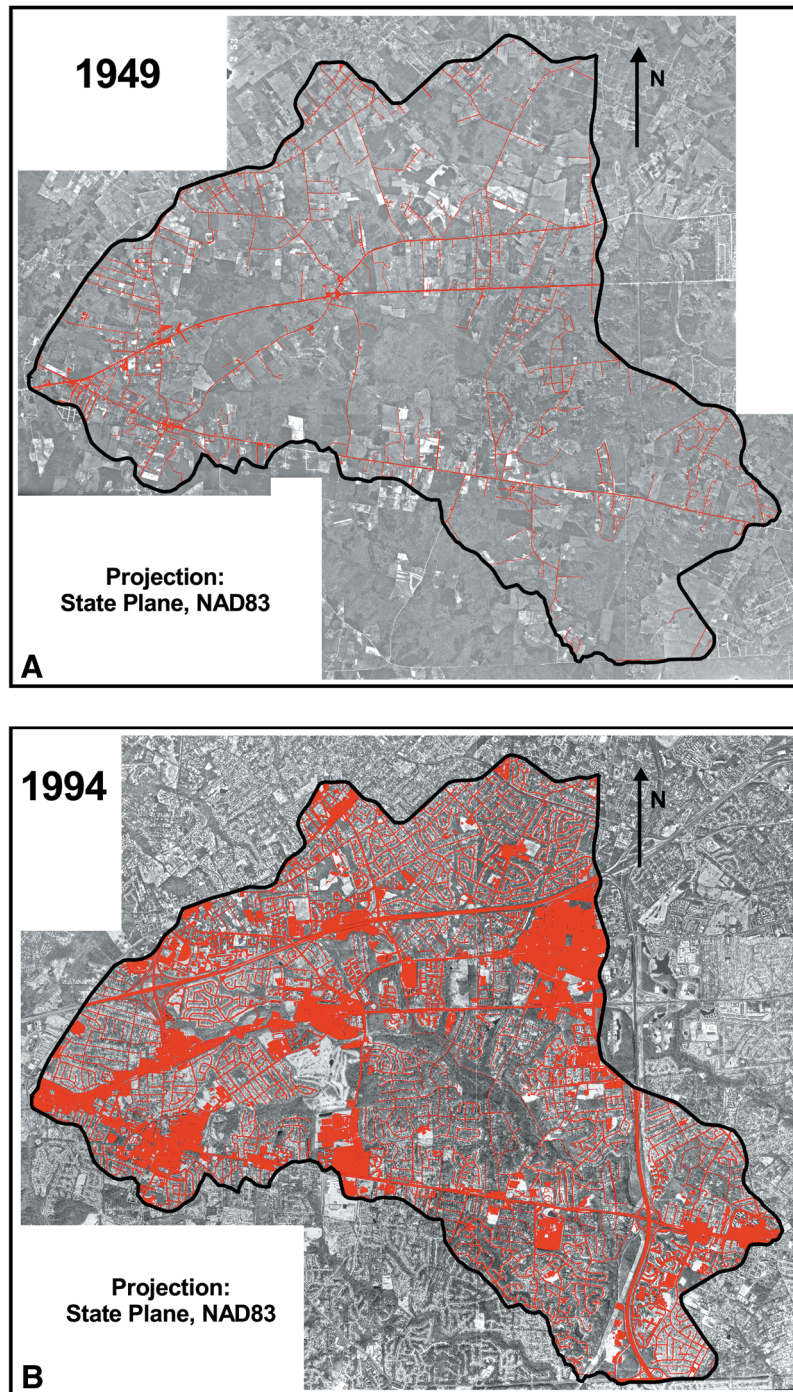 1949
N
Projection:
State Plane, NAD83
A
1994
N
Projection:
State Plane, NAD83
B